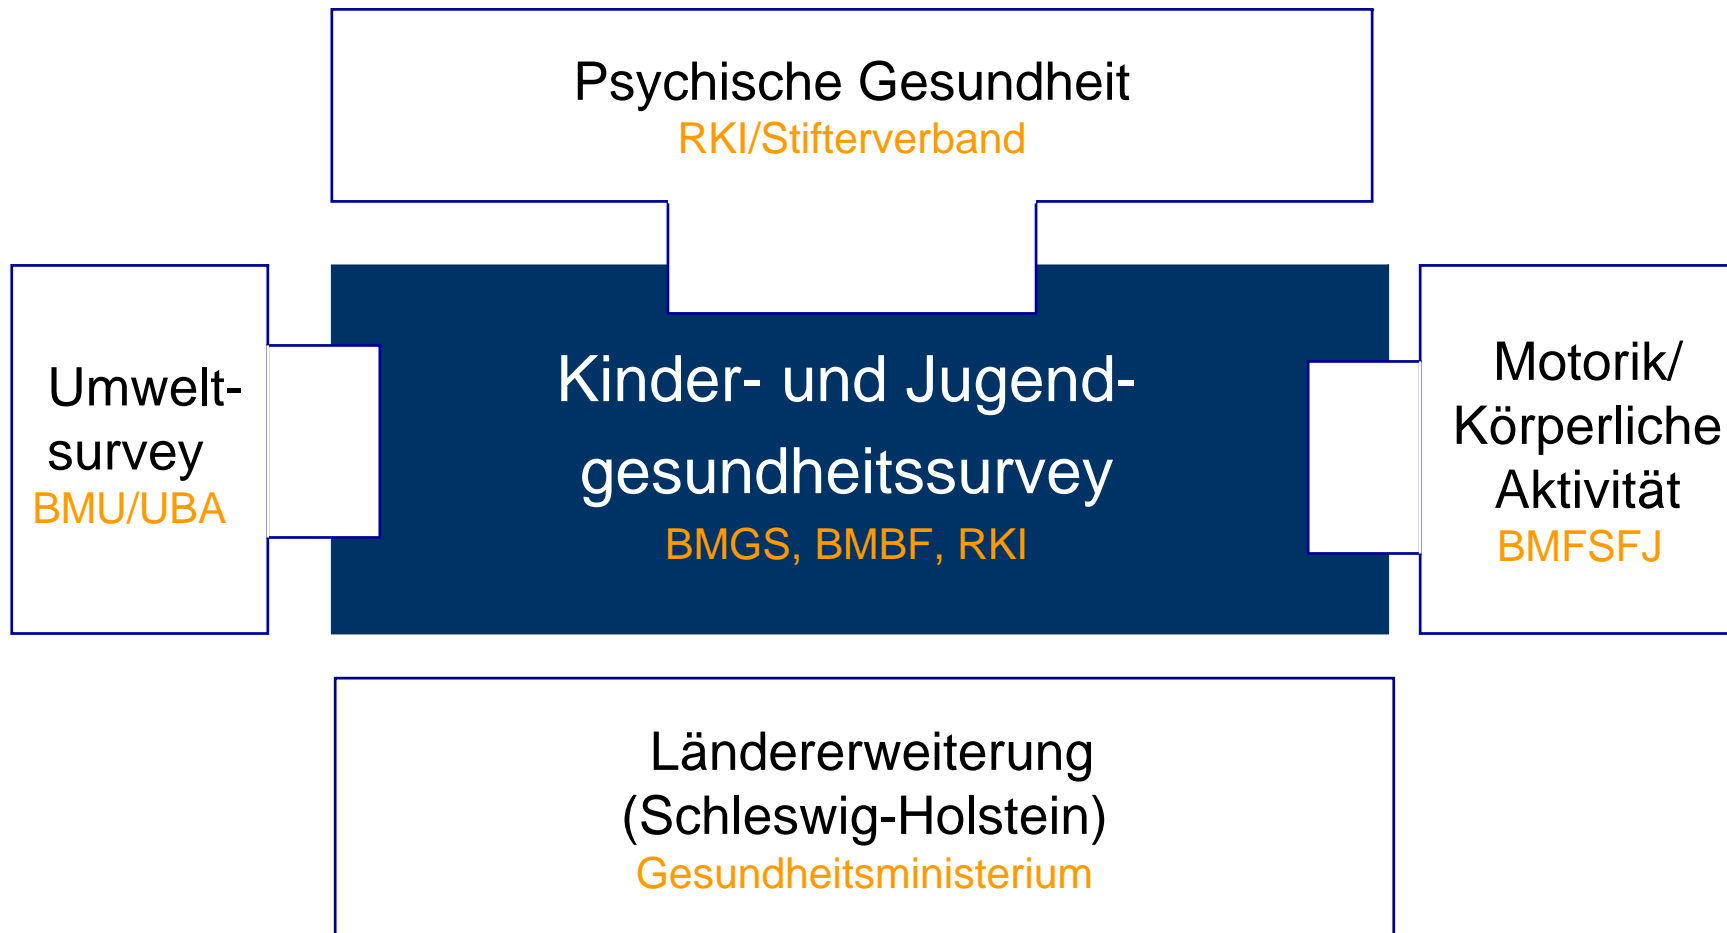 Psychische Gesundheit
RKI/Stifterverband
Umwelt-
survey
BMU/UBA
Kinder- und Jugend-
gesundheitssurvey
BMGS, BMBF, RKI
Motorik/
Körperliche
Aktivität
BMFSFJ
Ländererweiterung
(Schleswig-Holstein)
Gesundheitsministerium